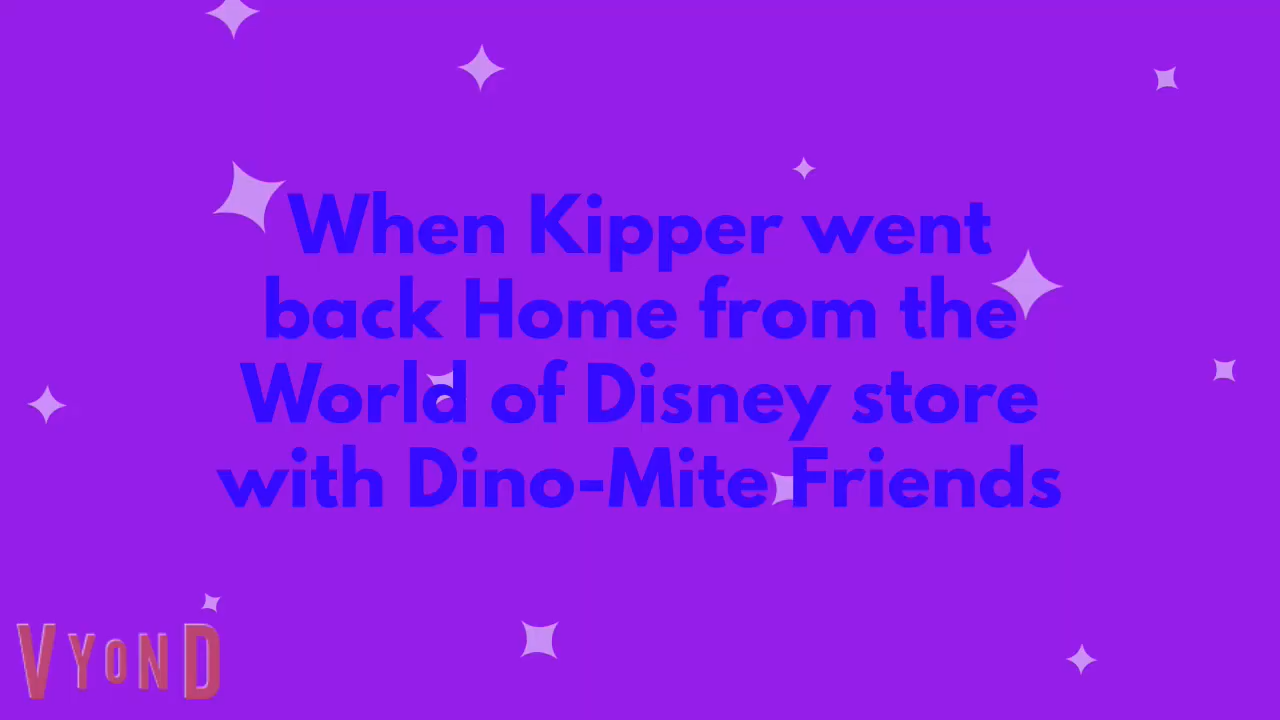 When Kipper went
back Home from the
World of Disney store
with Dino-Mite Friends
VYOND